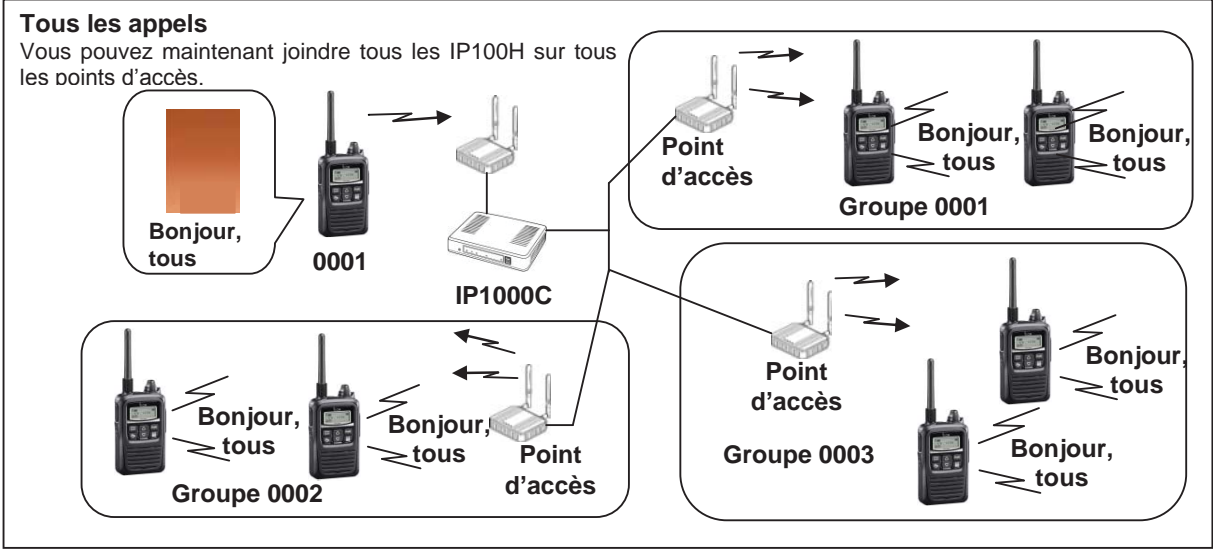 Tous les appels
Vous pouvez maintenant joindre tous les IP100H sur tous
les points d'accès.
Bonjour,
tous
0001
IP1000C
Point
d'accès
Bonjour,
tous
Bonjour,
tous
Groupe 0001
Bonjour,
tous
Bonjour,
tous
Point
d'accès
Groupe 0002
Point
d'accès
Bonjour,
tous
Bonjour,
tous
Groupe 0003